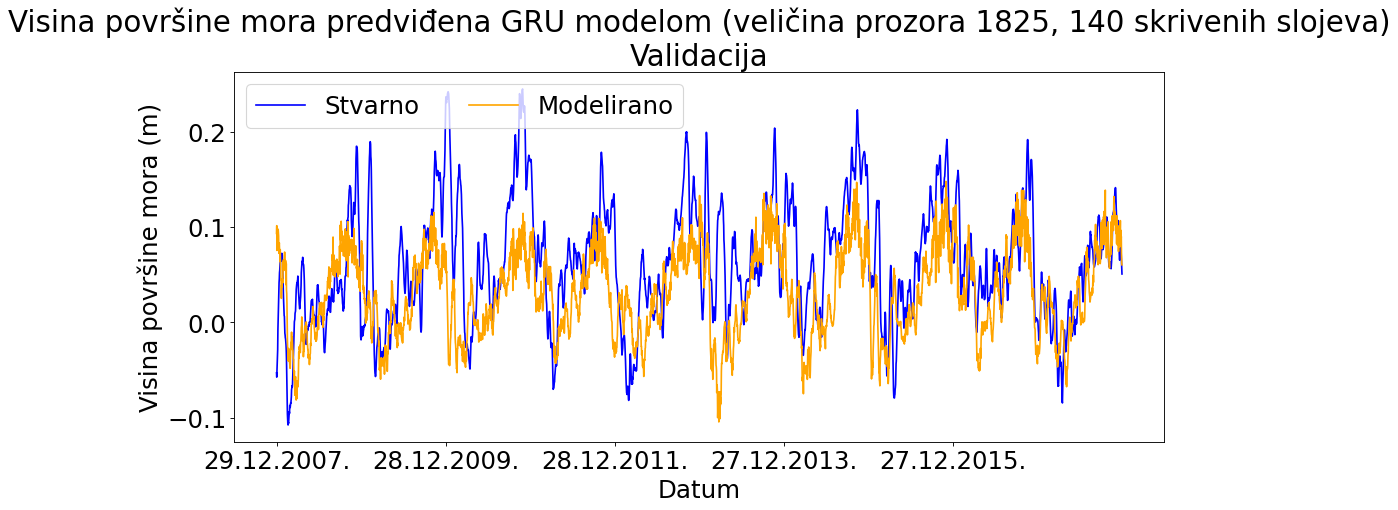 Visina površine mora predviđena GRU modelom (veličina prozora 1825, 140 skrivenih slojeva)
Validacija
Stvarno
Modelirano
Visina površine mora (m)
0.2
0.1
0.0
−0.1
29.12.2007.
28.12.2009.
28.12.2011.
27.12.2013.
27.12.2015.
Datum